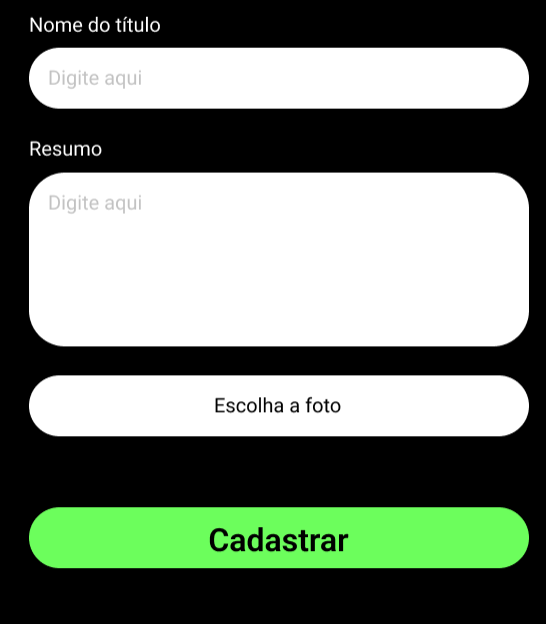 Nome do título
Digite aqui
Resumo
Digite aqui
Escolha a foto
Cadastrar